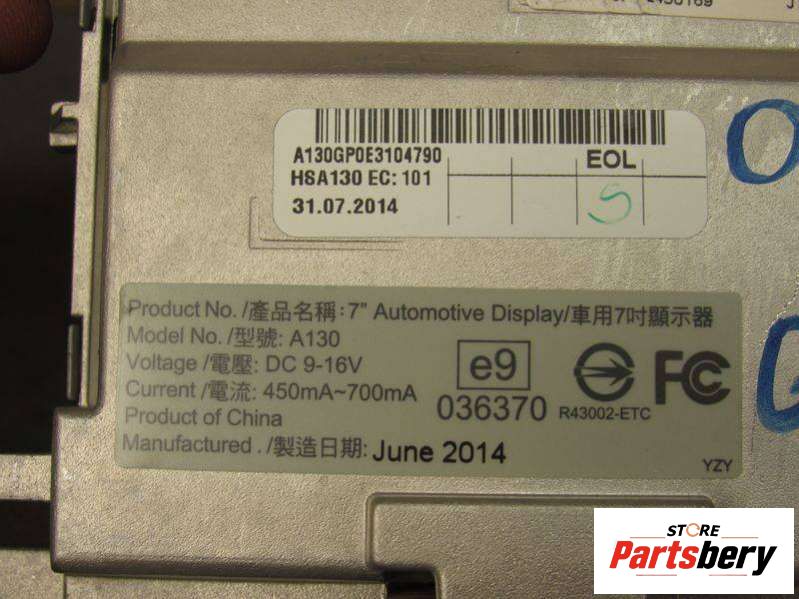 A130GP0E3104790
EOL
HSA130 EC: 101
31.07.2014
S
Product No. /產品名稱: 7" Automotive Display/車用7吋顯示器
Model No. /型號: A130
Voltage /電壓: DC 9-16V
Current /電流: 450mA~700mA
Product of China
Manufactured . /製造日期: June 2014
e9
036370
R43002-ETC
FC
YZY
STORE
Partsbery